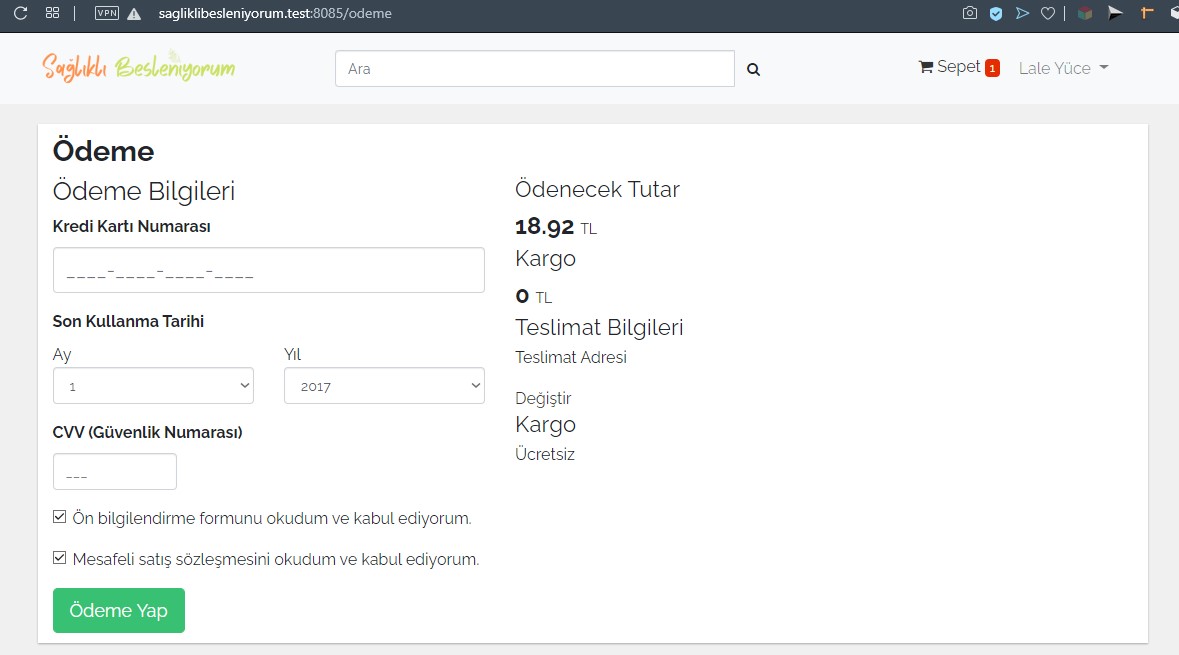 VPN sagliklibesleniyorum.test:8085/odeme
Sağlıklı Besleniyorum
Ara
Sepet 1
Lale Yüce
Ödeme
Ödeme Bilgileri
Kredi Kartı Numarası
____-____-____-____
Son Kullanma Tarihi
Ay
Yıl
1
2017
CVV (Güvenlik Numarası)
___
Ön bilgilendirme formunu okudum ve kabul ediyorum.
Mesafeli satış sözleşmesini okudum ve kabul ediyorum.
Ödeme Yap
Ödenecek Tutar
18.92 TL
Kargo
0 TL
Teslimat Bilgileri
Teslimat Adresi
Değiştir
Kargo
Ücretsiz